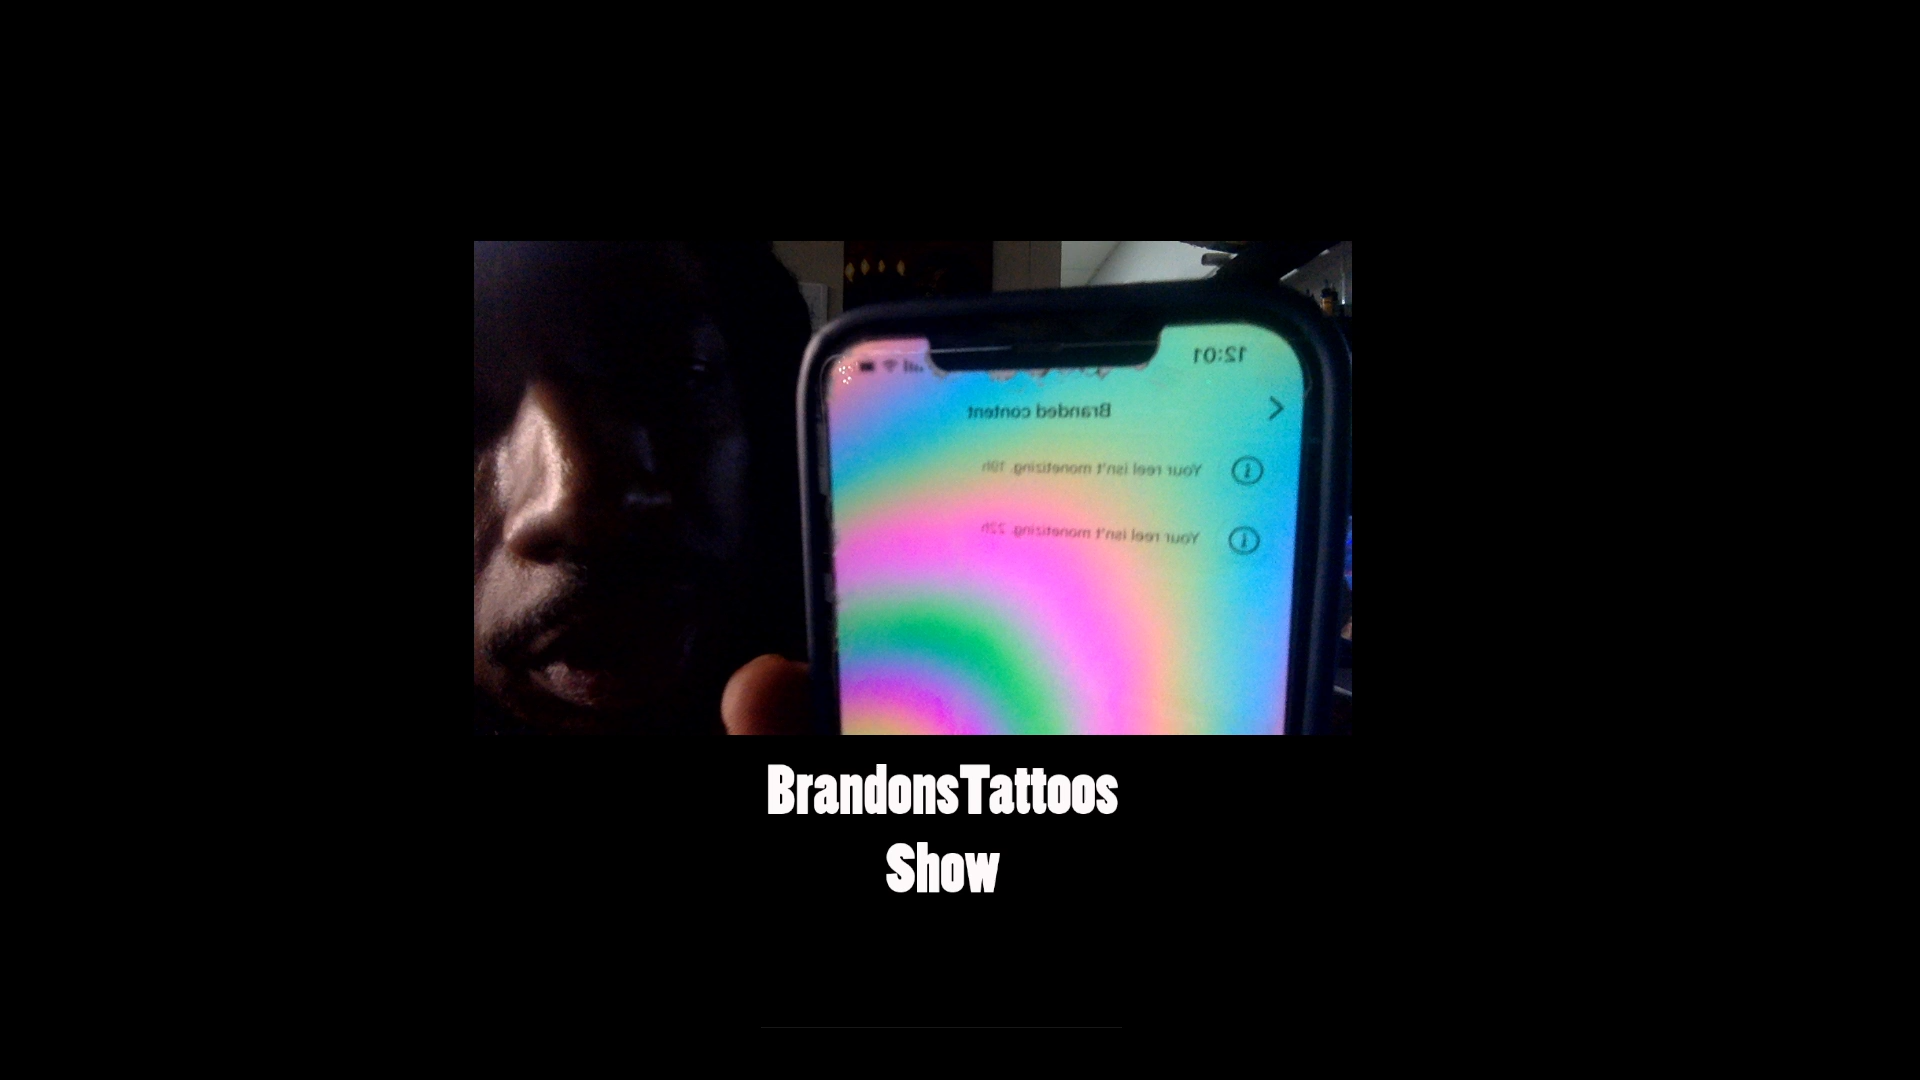 12:01
Branded content
Your reel isn't monetizing. 19h
Your reel isn't monetizing. 22h
BrandonsTattoos
Show